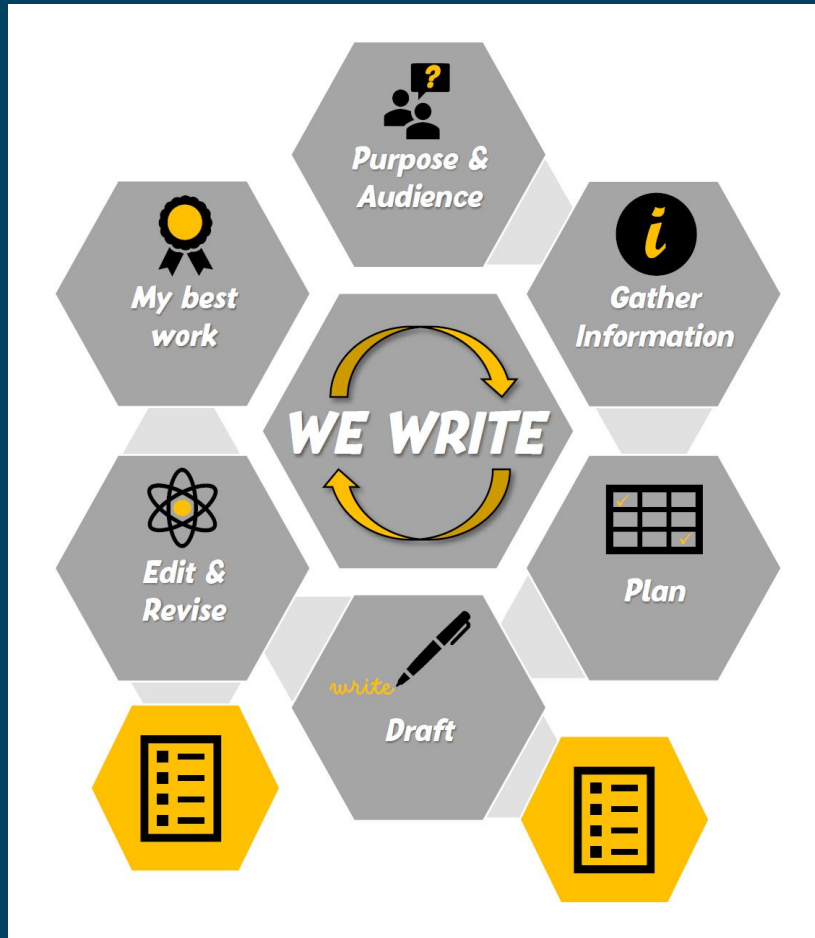 ?
Purpose &
Audience
i
Gather
Information
My best
work
WE WRITE
Edit &
Revise
Plan
write
Draft